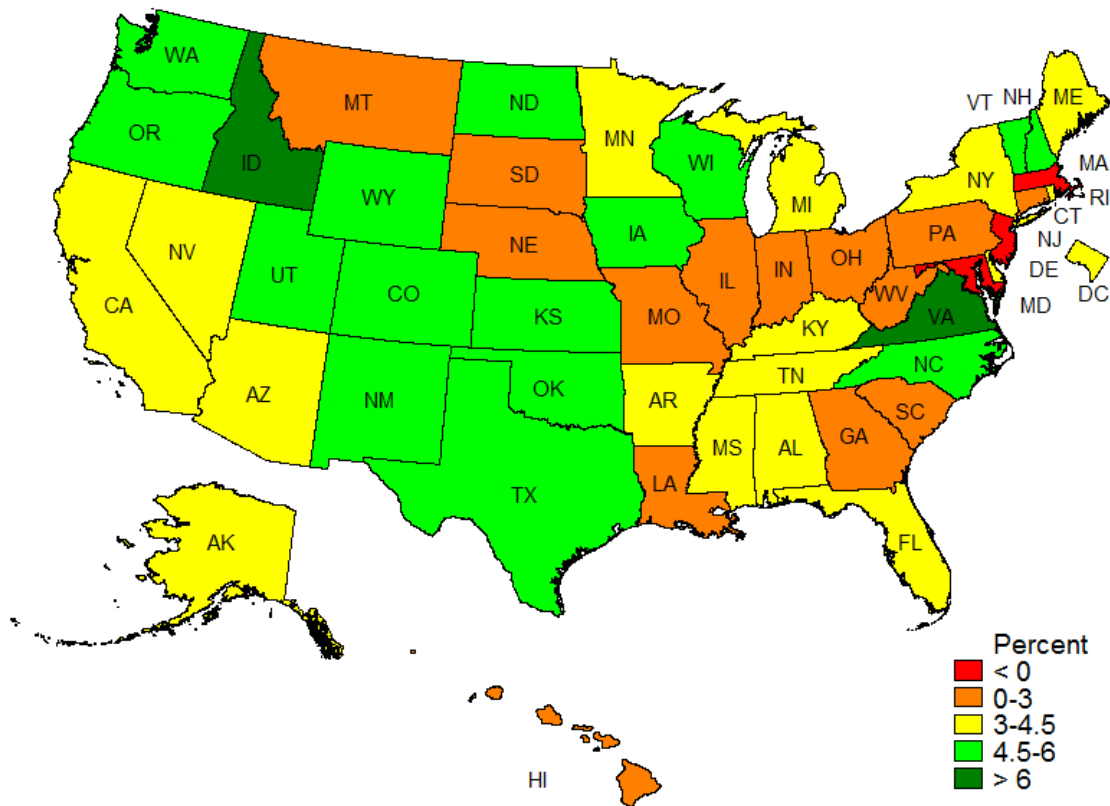 WA
MT
ND
MN
VT
NH
ME
OR
ID
SD
WI
MA
NY
RI
WY
MI
CT
NE
IA
PA
NJ
NV
UT
IL
IN
OH
DE
CO
WV
DC
CA
KS
MO
VA
MD
KY
NC
TN
AZ
NM
OK
AR
SC
MS
AL
GA
LA
TX
AK
FL
HI
Percent
< 0
0-3
3-4.5
4.5-6
> 6